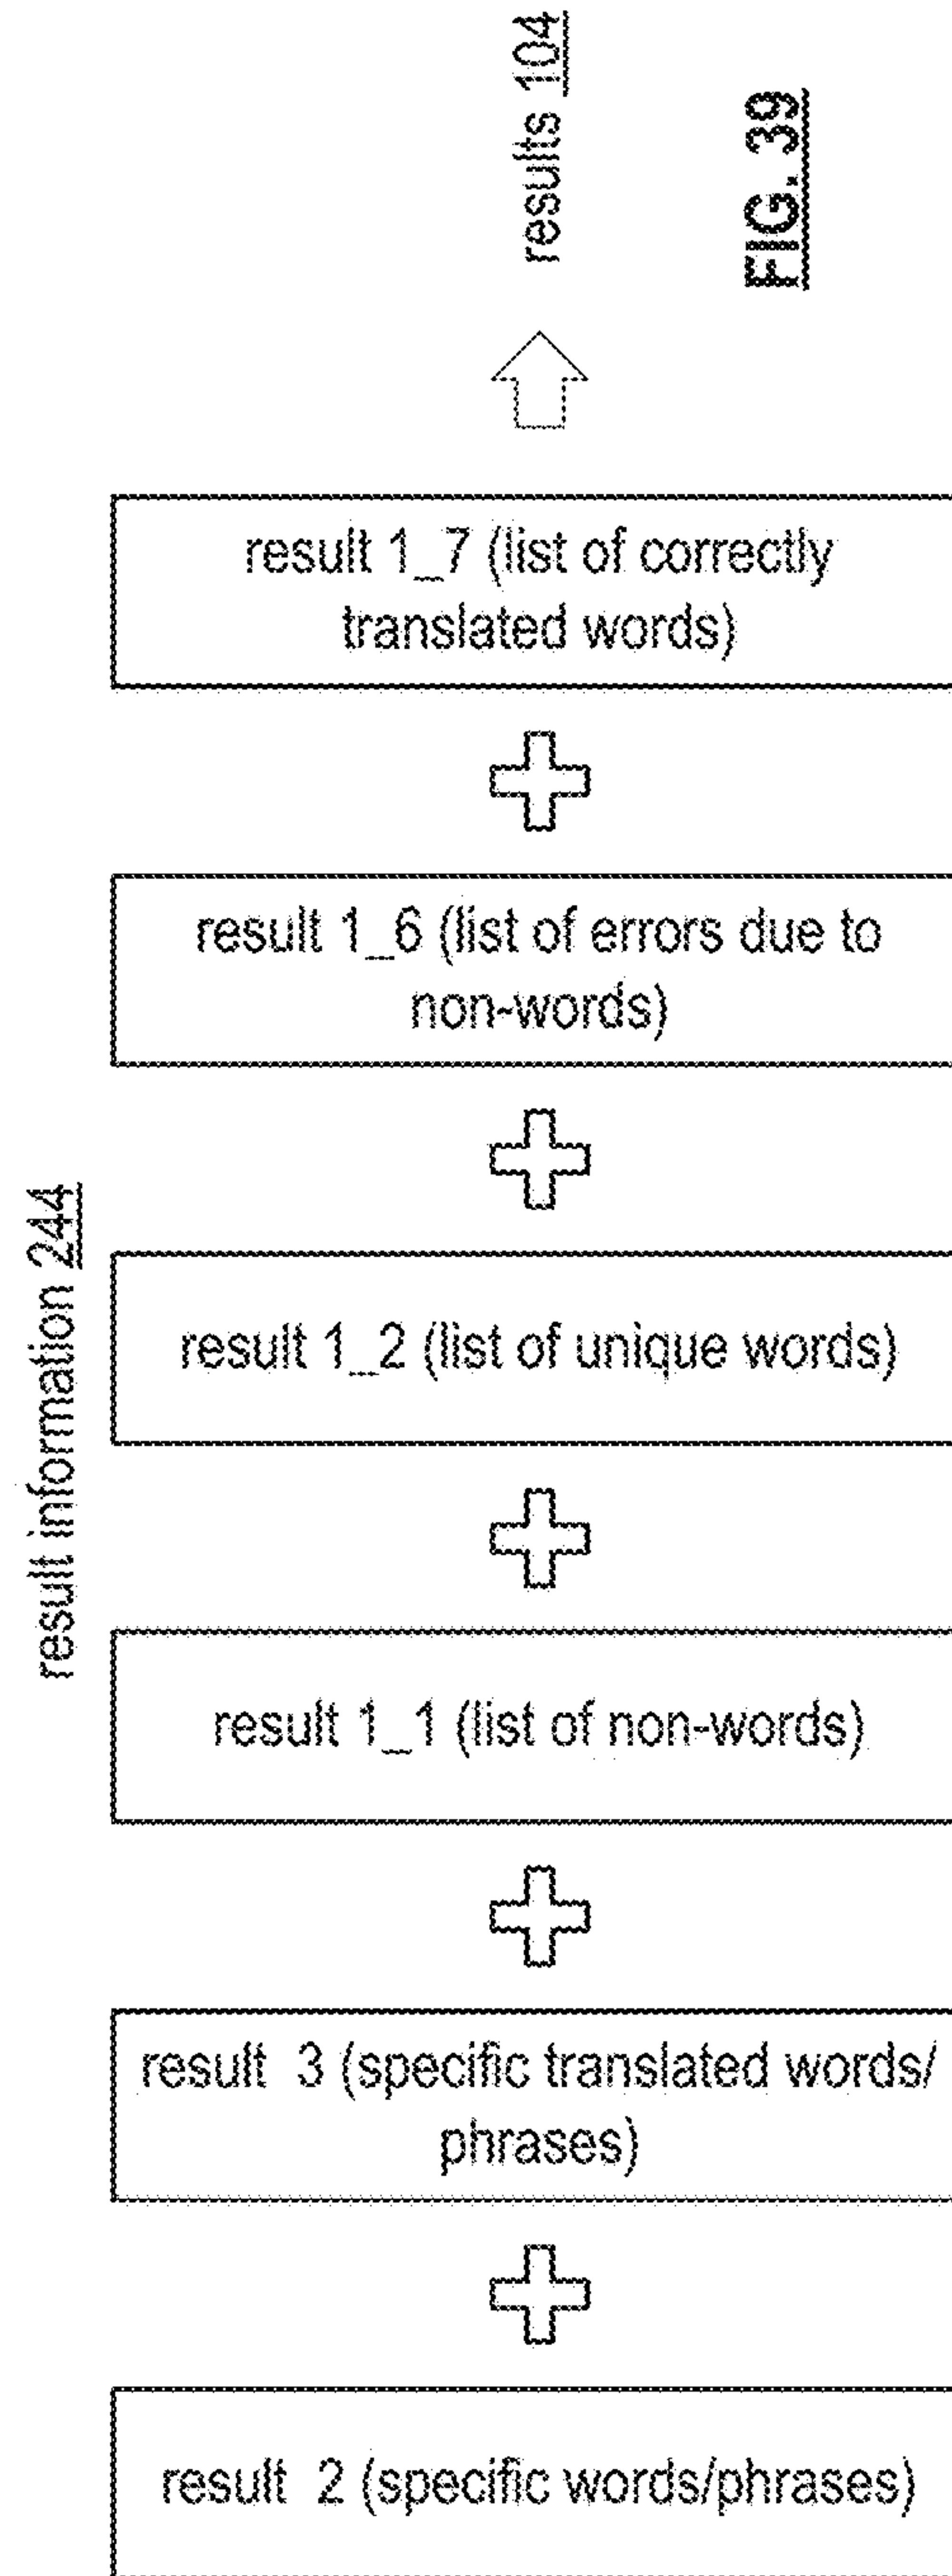 results 104
FIG. 39
result information 244
result 1_7 (list of correctly
translated words)
result 1_6 (list of errors due to
non-words)
result 1_2 (list of unique words)
result 1_1 (list of non-words)
result 3 (specific translated words/
phrases)
result 2 (specific words/phrases)